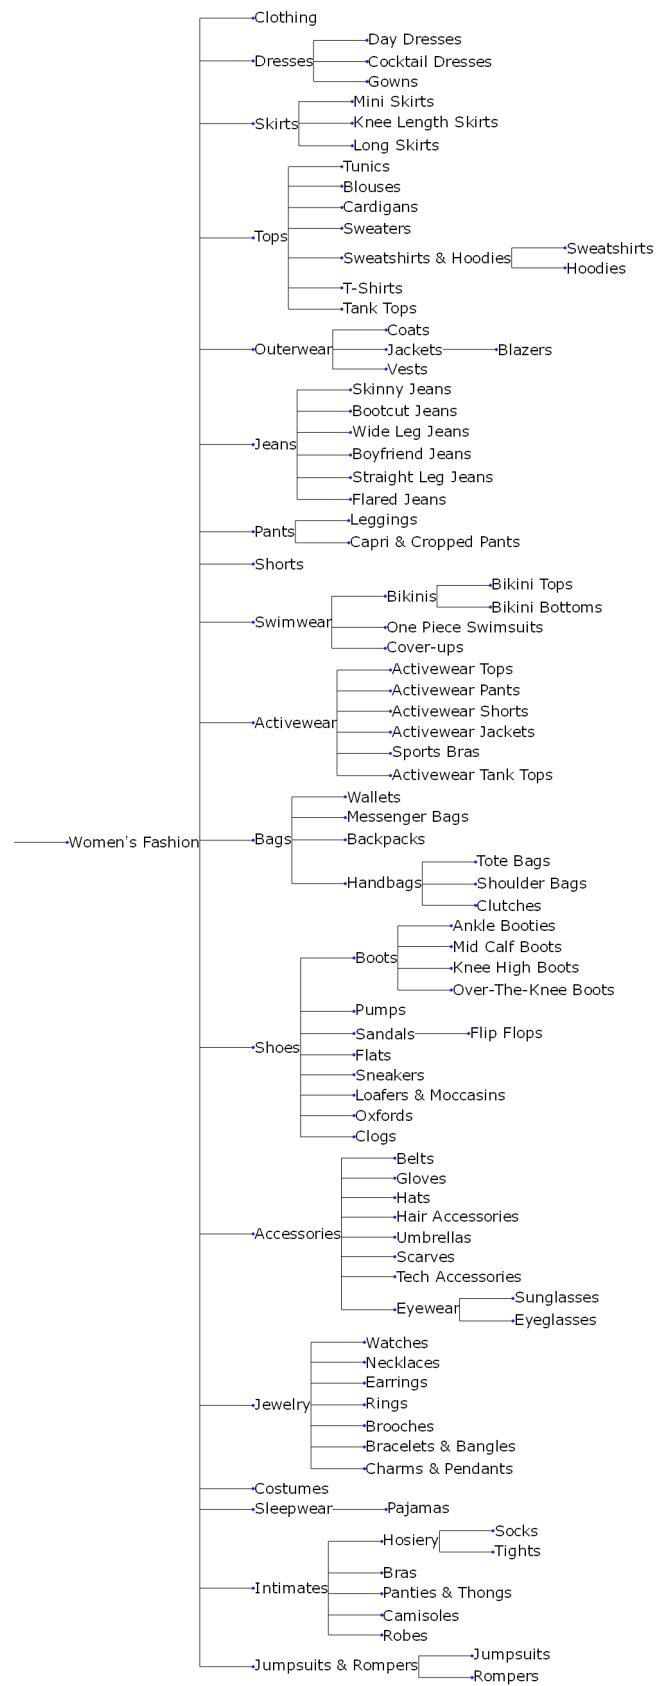 Clothing
Day Dresses
Dresses
Cocktail Dresses
Gowns
Mini Skirts
Skirts
Knee Length Skirts
Long Skirts
Tunics
Blouses
Cardigans
Sweaters
Tops
Sweatshirts & Hoodies
Sweatshirts
Hoodies
T-Shirts
Tank Tops
Coats
Outerwear
Jackets
Blazers
Vests
Skinny Jeans
Bootcut Jeans
Wide Leg Jeans
Jeans
Boyfriend Jeans
Straight Leg Jeans
Flared Jeans
Leggings
Pants
Capri & Cropped Pants
Shorts
Bikinis
Bikini Tops
Bikini Bottoms
Swimwear
One Piece Swimsuits
Cover-ups
Activewear Tops
Activewear Pants
Activewear Shorts
Activewear
Activewear Jackets
Sports Bras
Activewear Tank Tops
Women's Fashion
Wallets
Messenger Bags
Bags
Backpacks
Handbags
Tote Bags
Shoulder Bags
Clutches
Boots
Ankle Booties
Mid Calf Boots
Knee High Boots
Over-The-Knee Boots
Pumps
Shoes
Sandals
Flip Flops
Flats
Sneakers
Loafers & Moccasins
Oxfords
Clogs
Belts
Gloves
Hats
Hair Accessories
Accessories
Umbrellas
Scarves
Tech Accessories
Eyewear
Sunglasses
Eyeglasses
Watches
Necklaces
Earrings
Jewelry
Rings
Brooches
Bracelets & Bangles
Charms & Pendants
Costumes
Sleepwear
Pajamas
Hosiery
Socks
Tights
Bras
Intimates
Panties & Thongs
Camisoles
Robes
Jumpsuits & Rompers
Jumpsuits
Rompers